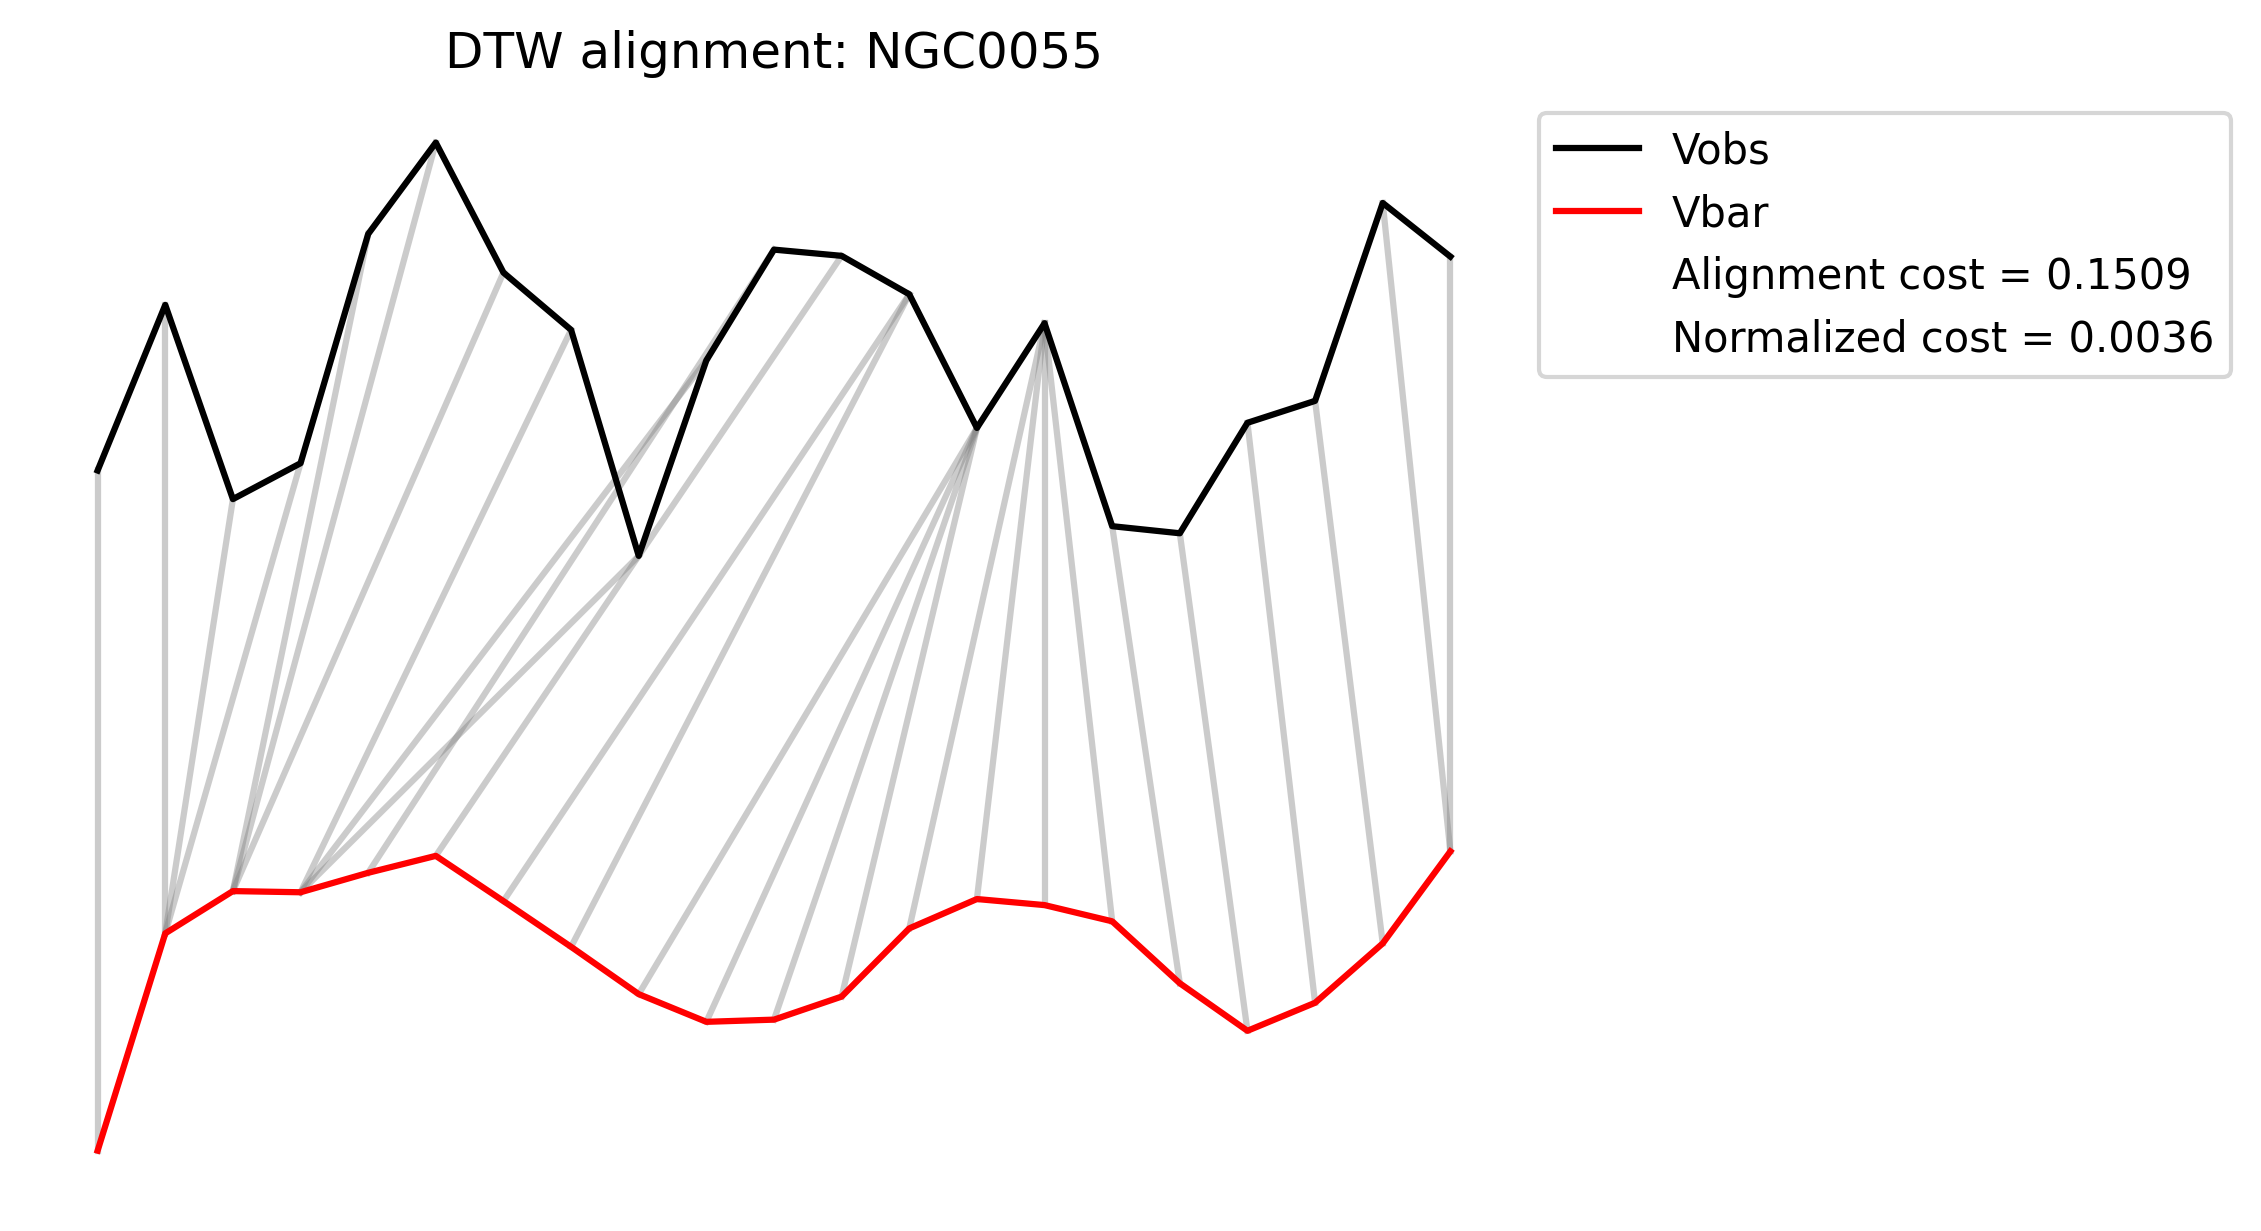 DTW alignment: NGC0055
Vobs
Vbar
Alignment cost = 0.1509
Normalized cost = 0.0036